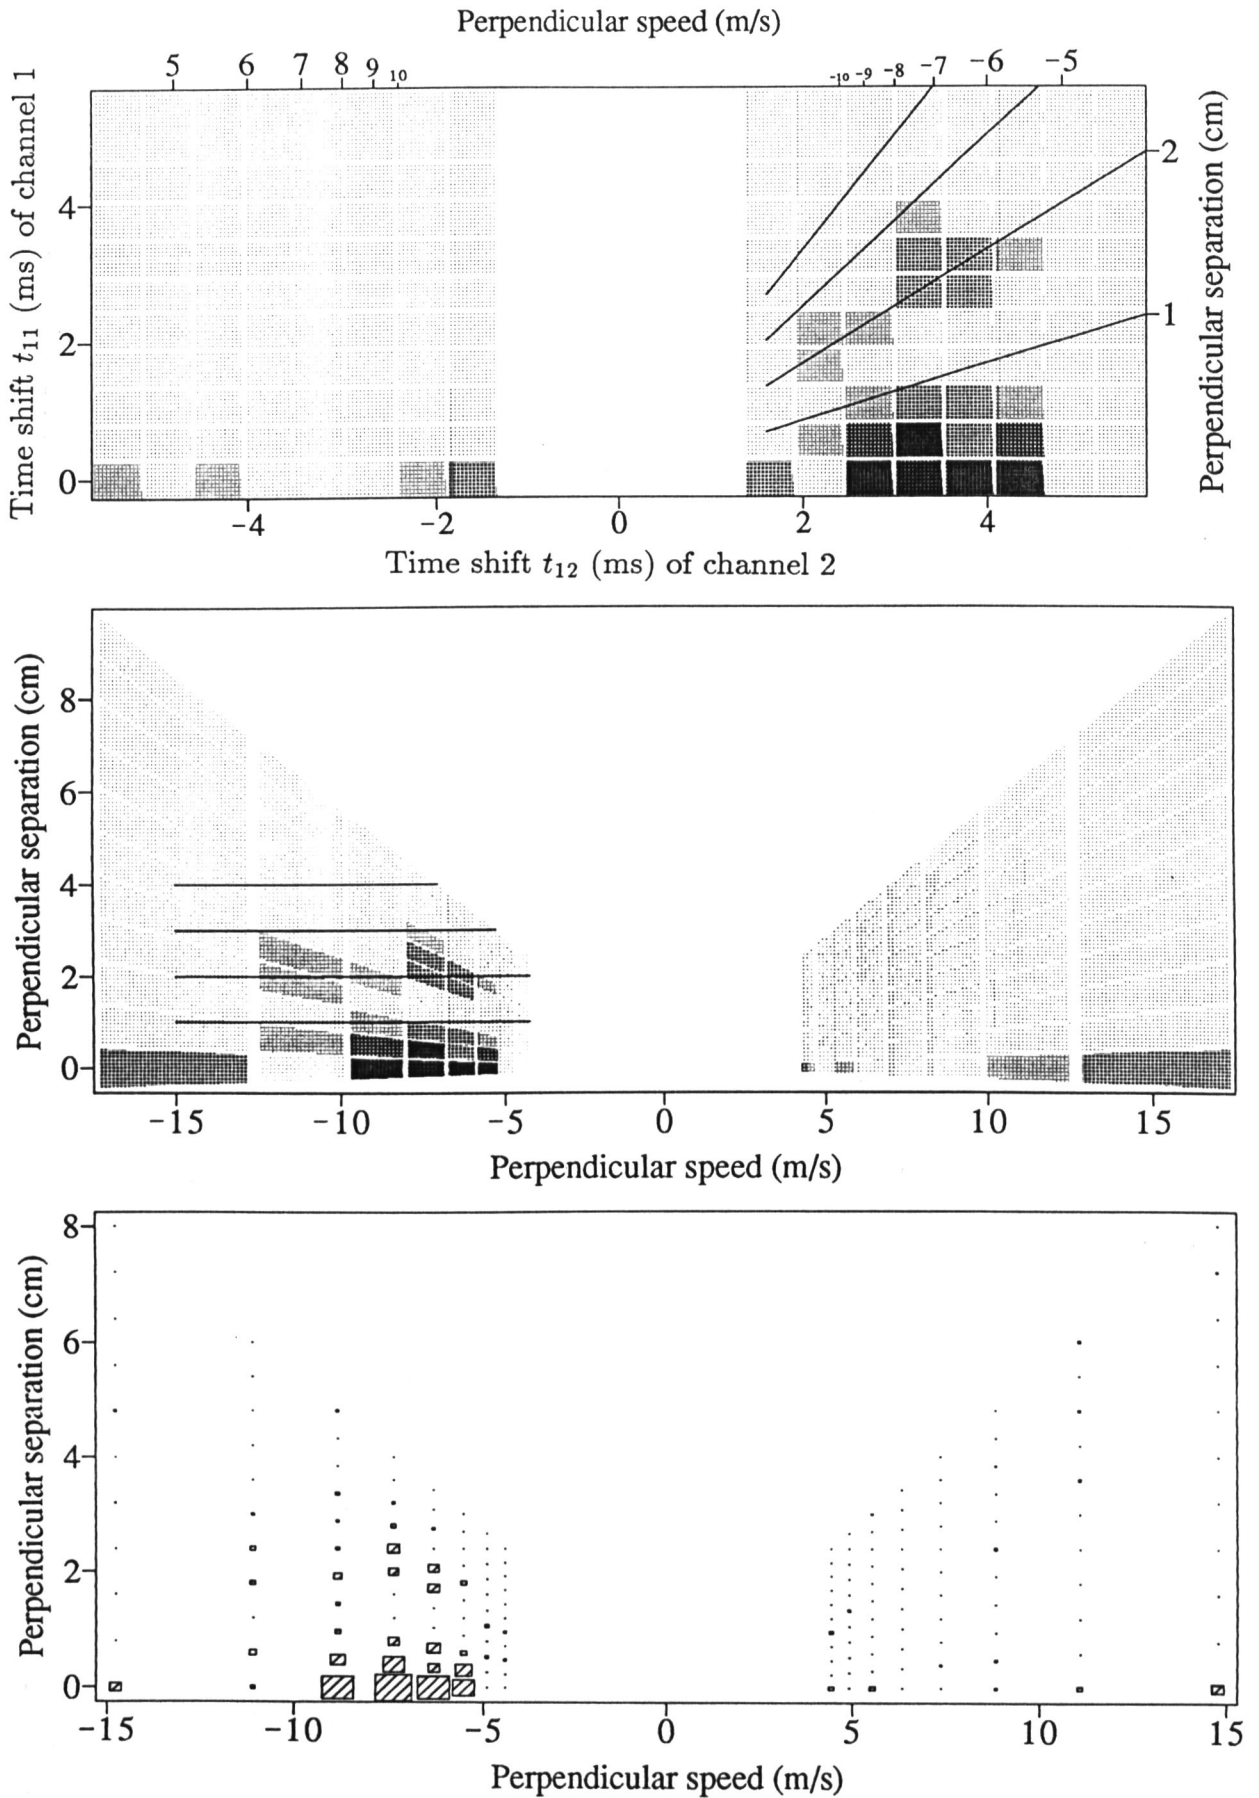 Perpendicular speed (m/s)
5 6 7 8 9 10 -10 -9 -8 -7 -6 -5
Time shift t11 (ms) of channel 1
4
2
0
2
1
Perpendicular separation (cm)
-4 -2 0 2 4
Time shift t12 (ms) of channel 2
Perpendicular separation (cm)
8
6
4
2
0
-15 -10 -5 0 5 10 15
Perpendicular speed (m/s)
Perpendicular separation (cm)
8
6
4
2
0
-15 -10 -5 0 5 10 15
Perpendicular speed (m/s)